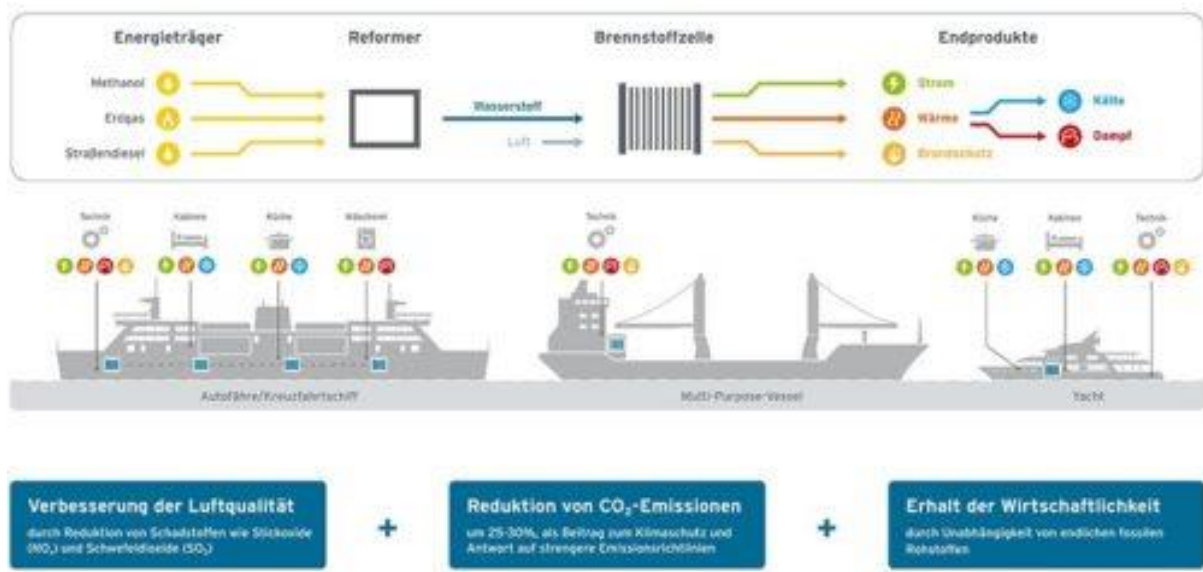 Energieträger
Reformer
Brennstoffzelle
Endprodukte
Methanol
Erdgas
Straßendiesel
Wasserstoff
Luft
Strom
Wärme
Brandschutz
Kälte
Dampf
Technik
Kabinen
Küche
Wäscherei
Technik
Küche
Kabinen
Technik
Autofähre/Kreuzfahrtschiff
Multi-Purpose-Vessel
Yacht
Verbesserung der Luftqualität
durch Reduktion von Schadstoffen wie Stickoxide
(NOₓ) und Schwefeldioxide (SO₂)
+
Reduktion von CO₂-Emissionen
um 25-30%, als Beitrag zum Klimaschutz und
Antwort auf strengere Emissionsrichtlinien
+
Erhalt der Wirtschaftlichkeit
durch Unabhängigkeit von endlichen fossilen
Rohstoffen